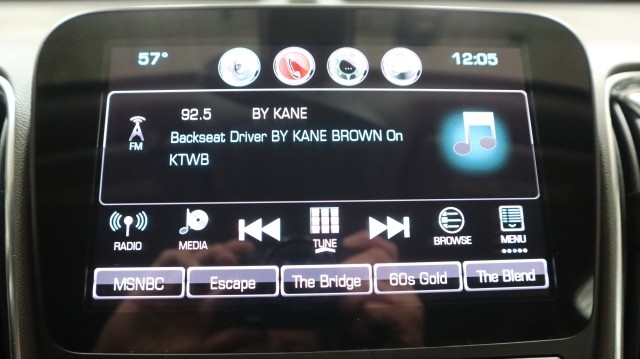 57° 12:05
92.5 BY KANE
FM
Backseat Driver BY KANE BROWN On
KTWB
RADIO MEDIA TUNE BROWSE MENU
MSNBC Escape The Bridge 60s Gold The Blend